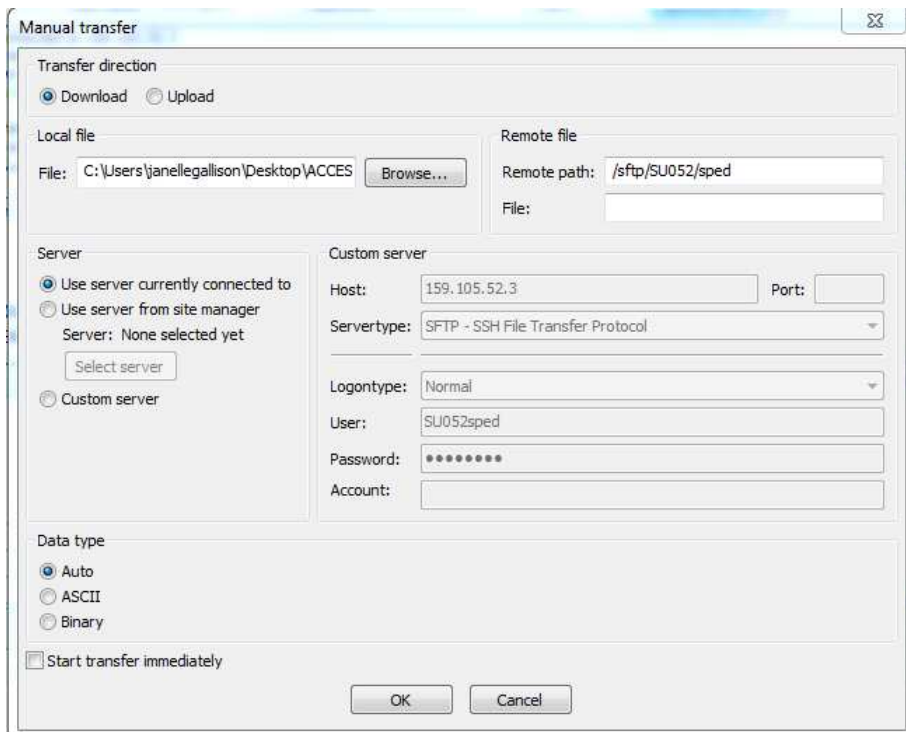 Manual transfer
Transfer direction
Download Upload
Local file
File: C:\Users\janellegallison\Desktop\ACCES Browse...
Remote file
Remote path: /sftp/SU052/sped
File:
Server
Use server currently connected to
Use server from site manager
Server: None selected yet
Select server
Custom server
Custom server
Host: 159.105.52.3 Port:
Servertype: SFTP - SSH File Transfer Protocol
Logontype: Normal
User: SU052sped
Password: ●●●●●●●●
Account:
Data type
Auto
ASCII
Binary
Start transfer immediately
OK Cancel